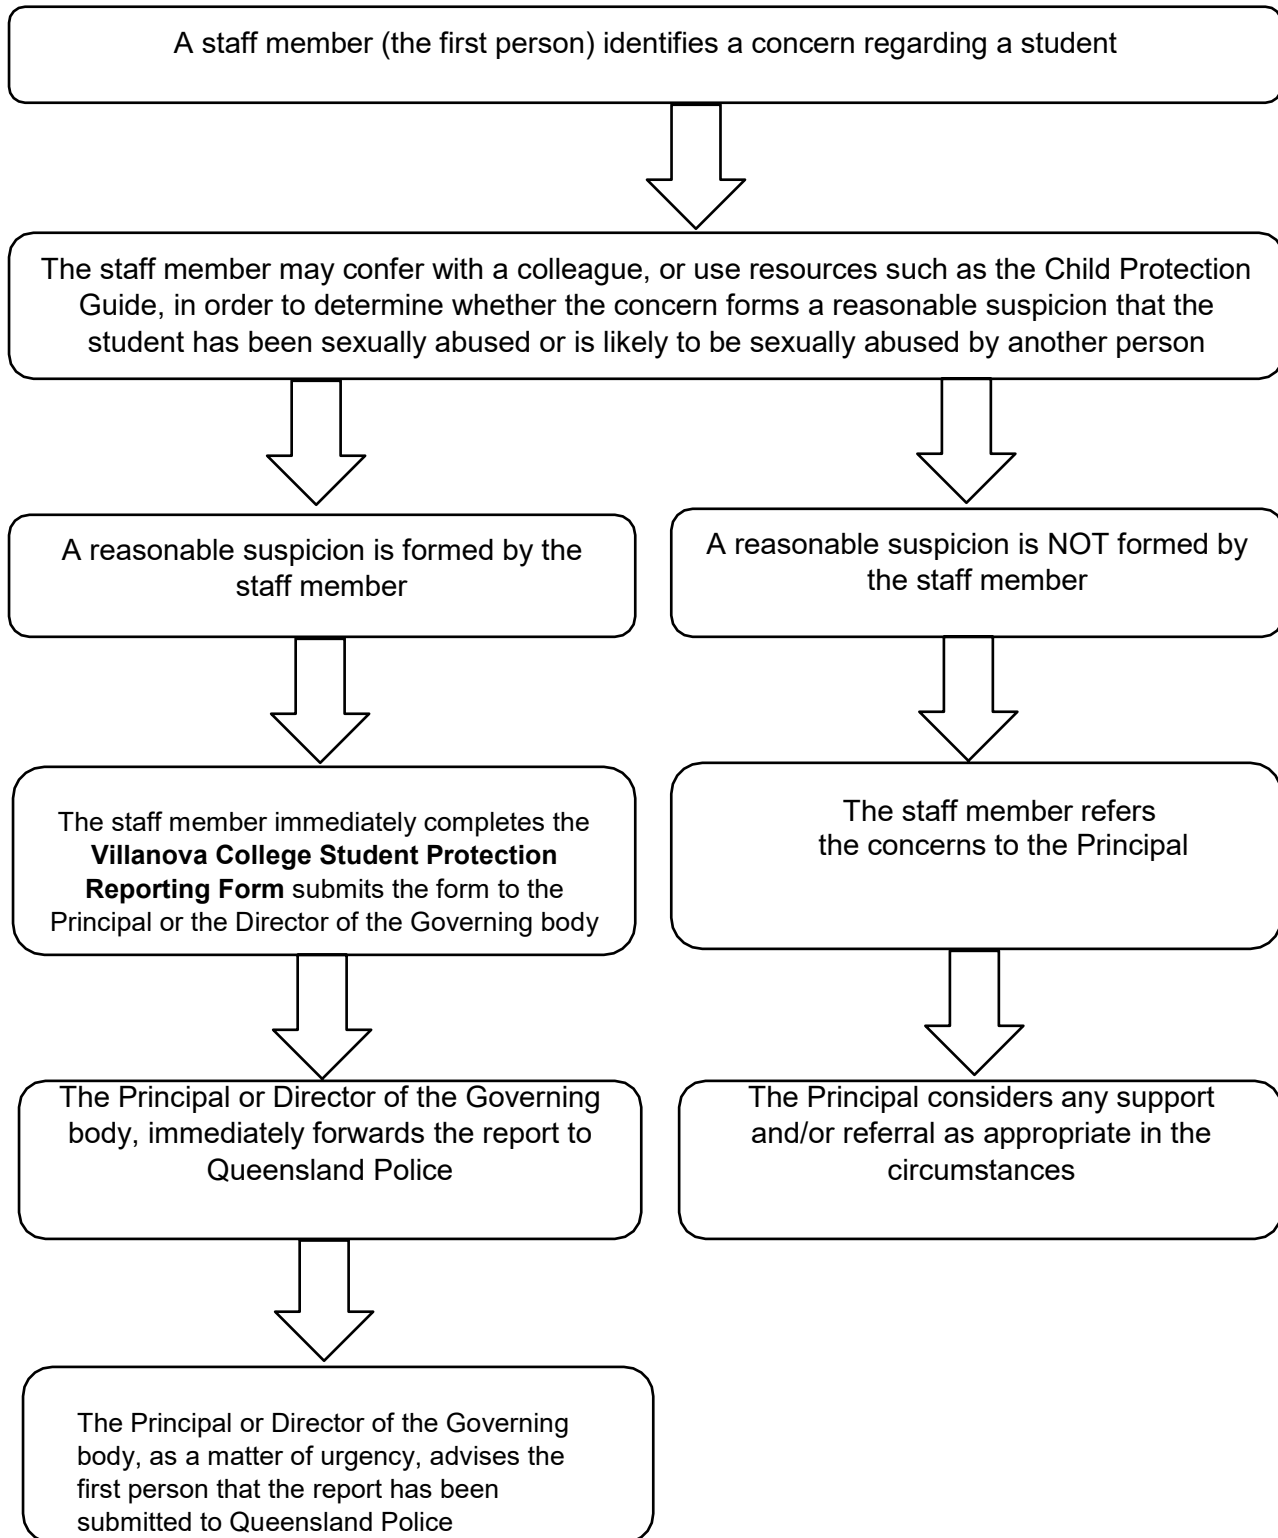 A staff member (the first person) identifies a concern regarding a student
The staff member may confer with a colleague, or use resources such as the Child Protection
Guide, in order to determine whether the concern forms a reasonable suspicion that the
student has been sexually abused or is likely to be sexually abused by another person
A reasonable suspicion is formed by the
staff member
A reasonable suspicion is NOT formed by
the staff member
The staff member immediately completes the
Villanova College Student Protection
Reporting Form submits the form to the
Principal or the Director of the Governing body
The staff member refers
the concerns to the Principal
The Principal or Director of the Governing
body, immediately forwards the report to
Queensland Police
The Principal considers any support
and/or referral as appropriate in the
circumstances
The Principal or Director of the Governing
body, as a matter of urgency, advises the
first person that the report has been
submitted to Queensland Police